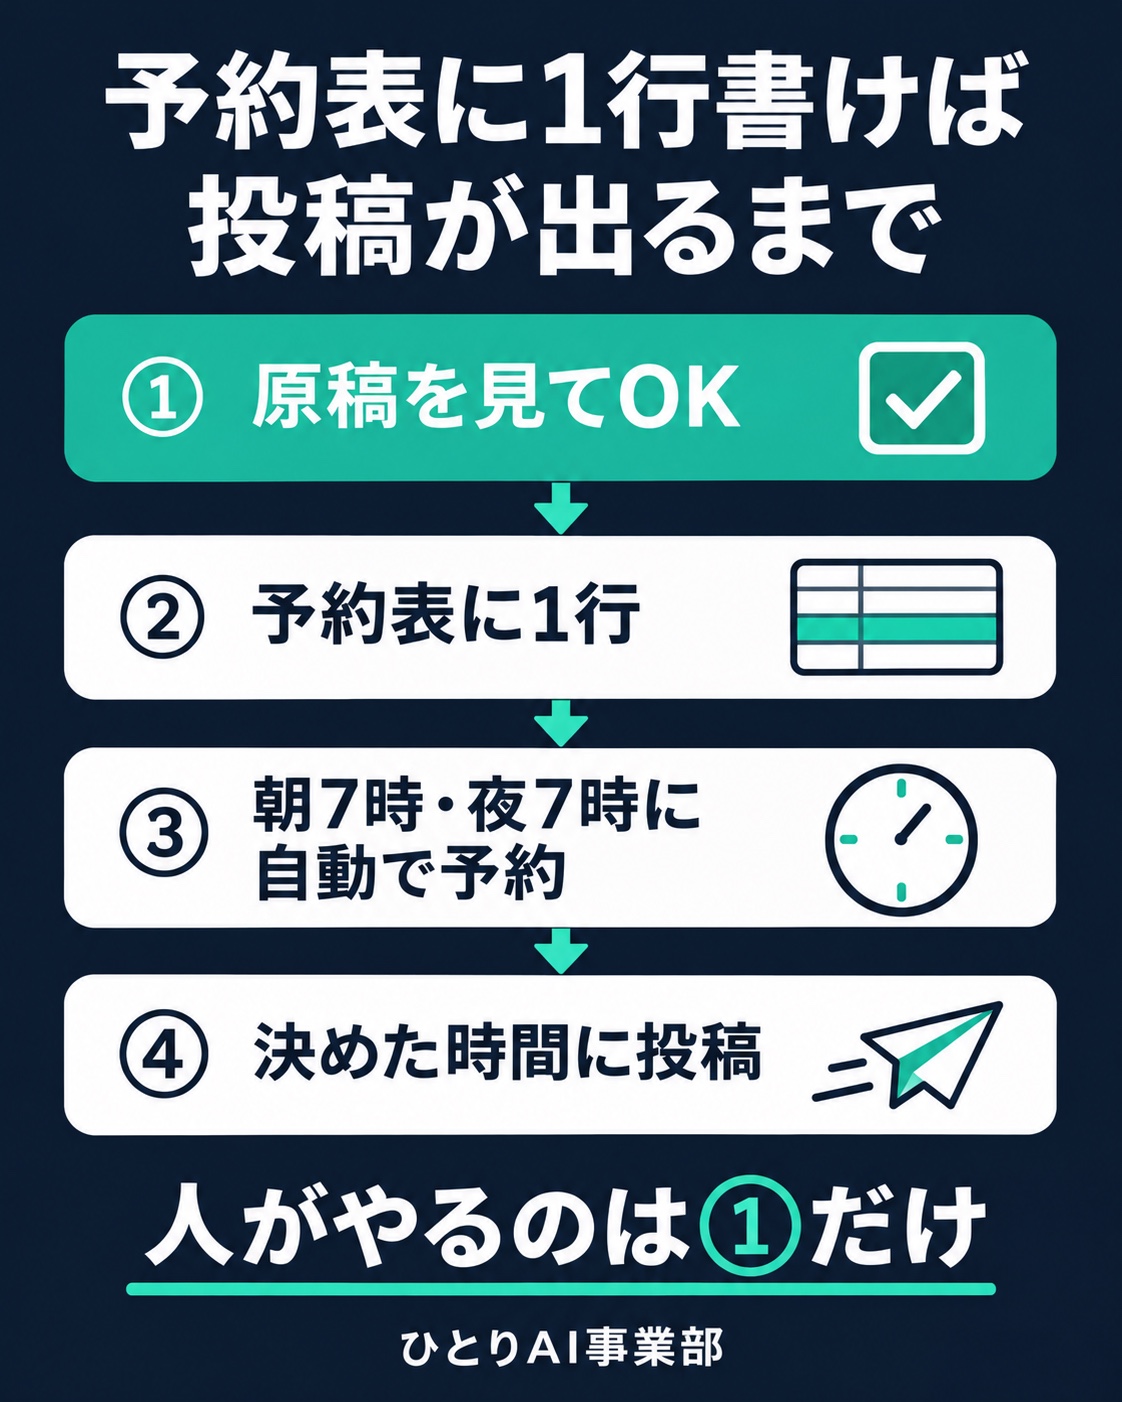 予約表に1行書けば
投稿が出るまで
① 原稿を見てOK
② 予約表に1行
③ 朝7時・夜7時に
自動で予約
④ 決めた時間に投稿
人がやるのは①だけ
ひとりAI事業部